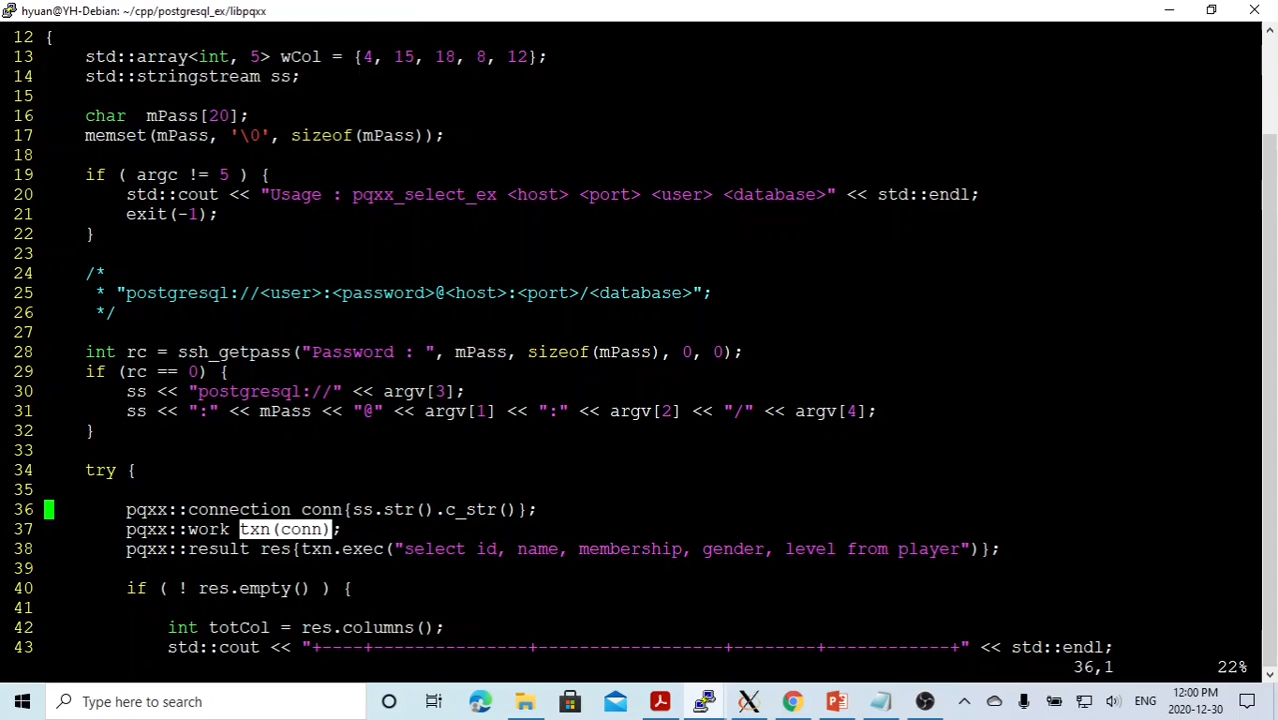 hyuan@YH-Debian: ~/cpp/postgresql_ex/libpqxx
12 {
13     std::array<int, 5> wCol = {4, 15, 18, 8, 12};
14     std::stringstream ss;
15
16     char  mPass[20];
17     memset(mPass, '\0', sizeof(mPass));
18
19     if ( argc != 5 ) {
20         std::cout << "Usage : pqxx_select_ex <host> <port> <user> <database>" << std::endl;
21         exit(-1);
22     }
23
24     /*
25      * "postgresql://<user>:<password>@<host>:<port>/<database>";
26      */
27
28     int rc = ssh_getpass("Password : ", mPass, sizeof(mPass), 0, 0);
29     if (rc == 0) {
30         ss << "postgresql://" << argv[3];
31         ss << ":" << mPass << "@" << argv[1] << ":" << argv[2] << "/" << argv[4];
32     }
33
34     try {
35
36         pqxx::connection conn{ss.str().c_str()};
37         pqxx::work txn(conn);
38         pqxx::result res{txn.exec("select id, name, membership, gender, level from player")};
39
40         if ( ! res.empty() ) {
41
42             int totCol = res.columns();
43             std::cout << "+----+---------------+------------------+--------+------------+" << std::endl;
36,1 22%
Type here to search
ENG
12:00 PM
2020-12-30